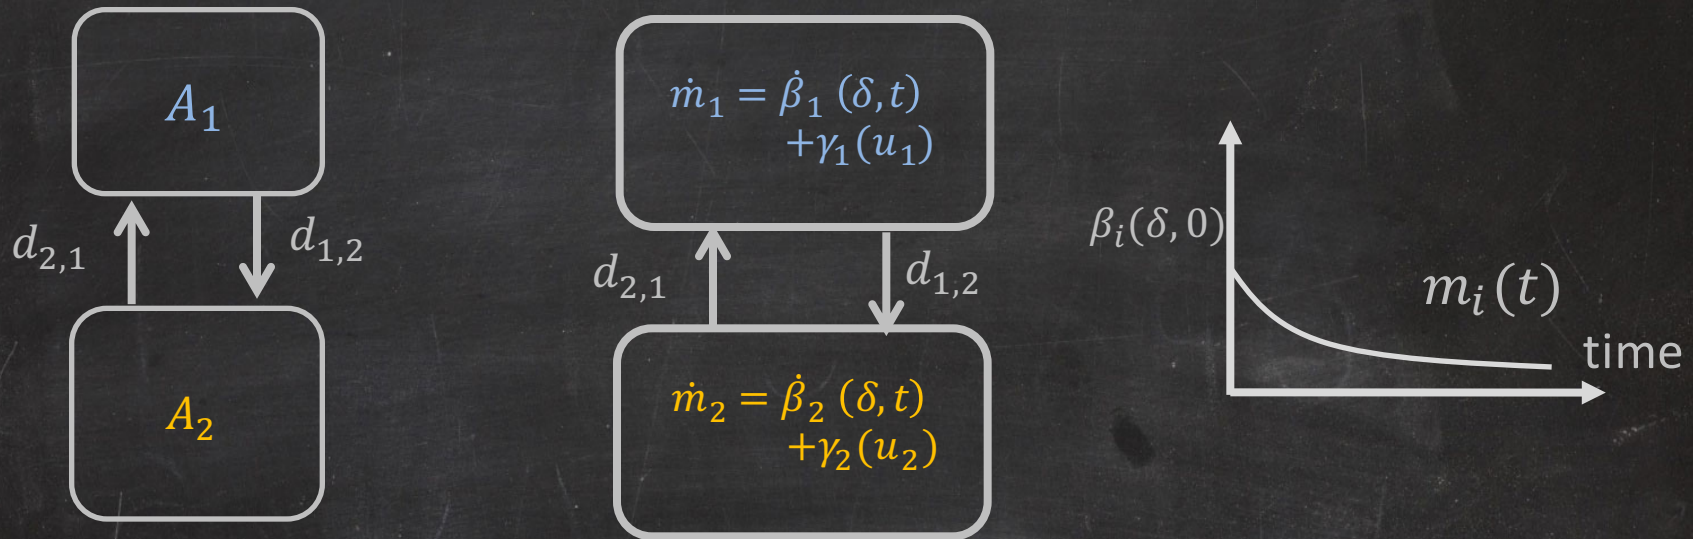 A₁
d₂,₁
d₁,₂
A₂
ṁ₁ = β̇₁ (δ,t)
+γ₁(u₁)
d₂,₁
d₁,₂
ṁ₂ = β̇₂ (δ,t)
+γ₂(u₂)
βᵢ(δ,0)
mᵢ(t)
time